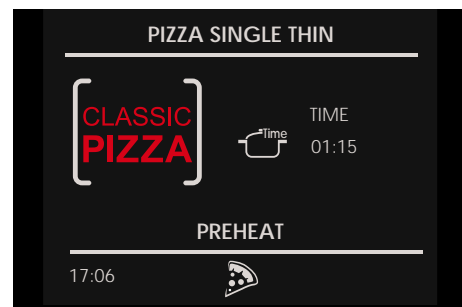 PIZZA SINGLE THIN
CLASSIC
PIZZA
Time
TIME
01:15
PREHEAT
17:06